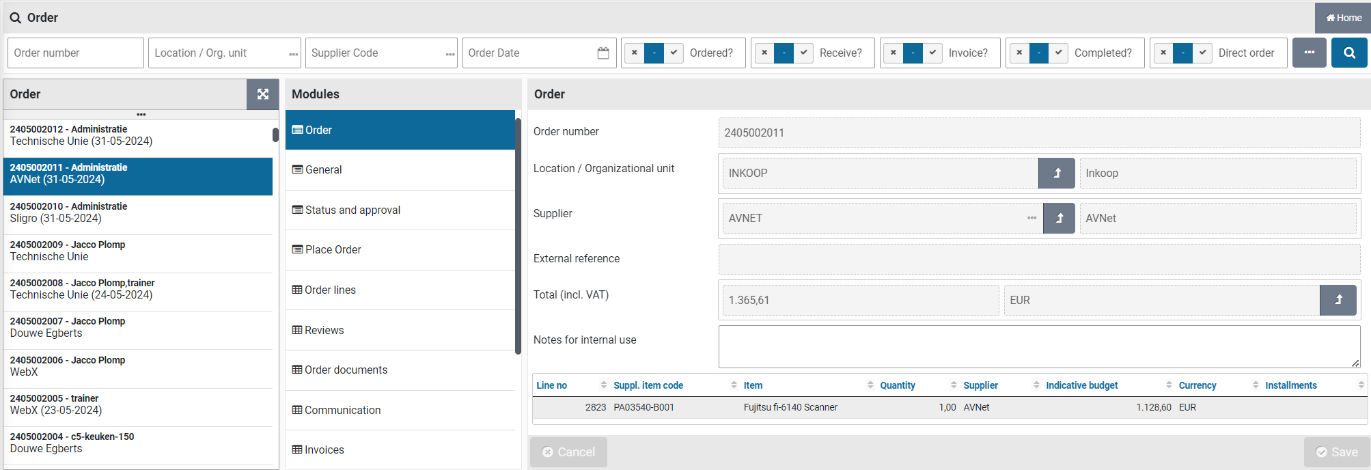 Order
Home
Order number
Location / Org. unit
Supplier Code
Order Date
Ordered?
Receive?
Invoice?
Completed?
Direct order
Order
2405002012 - Administratie
Technische Unie (31-05-2024)
2405002011 - Administratie
AVNet (31-05-2024)
2405002010 - Administratie
Sligro (31-05-2024)
2405002009 - Jacco Plomp
Technische Unie
2405002008 - Jacco Plomp,trainer
Technische Unie (24-05-2024)
2405002007 - Jacco Plomp
Douwe Egberts
2405002006 - Jacco Plomp
WebX
2405002005 - trainer
WebX (23-05-2024)
2405002004 - c5-keuken-150
Douwe Egberts
Modules
Order
General
Status and approval
Place Order
Order lines
Reviews
Order documents
Communication
Invoices
Order
Order number 2405002011
Location / Organizational unit INKOOP Inkoop
Supplier AVNET AVNet
External reference
Total (incl. VAT) 1.365,61 EUR
Notes for internal use
Line no Suppl. item code Item Quantity Supplier Indicative budget Currency Installments
2823 PA03540-B001 Fujitsu fi-6140 Scanner 1,00 AVNet 1.128,60 EUR
Cancel
Save